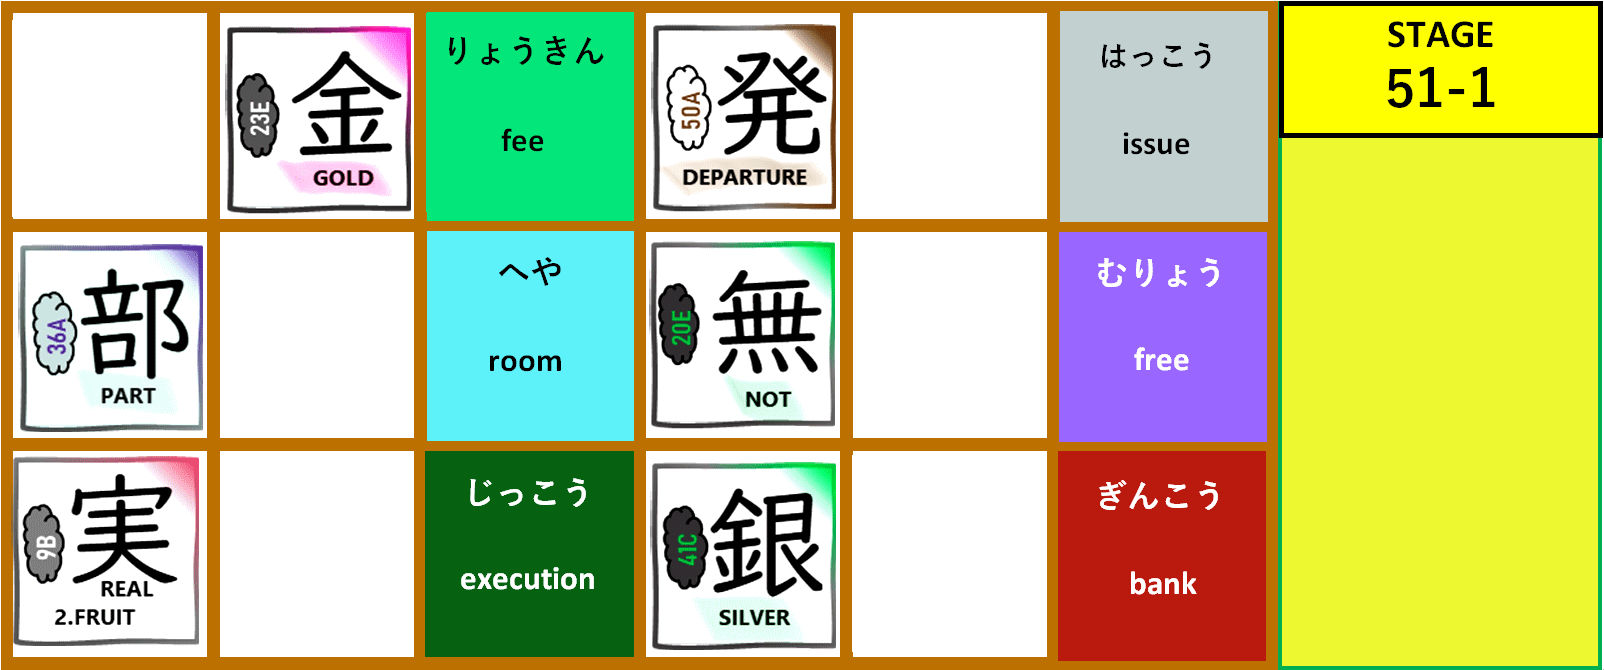 23E
金
GOLD
りょうきん
fee
50A
発
DEPARTURE
はっこう
issue
STAGE
51-1
36A
部
PART
へや
room
20E
無
NOT
むりょう
free
9B
実
REAL
2.FRUIT
じっこう
execution
41C
銀
SILVER
ぎんこう
bank